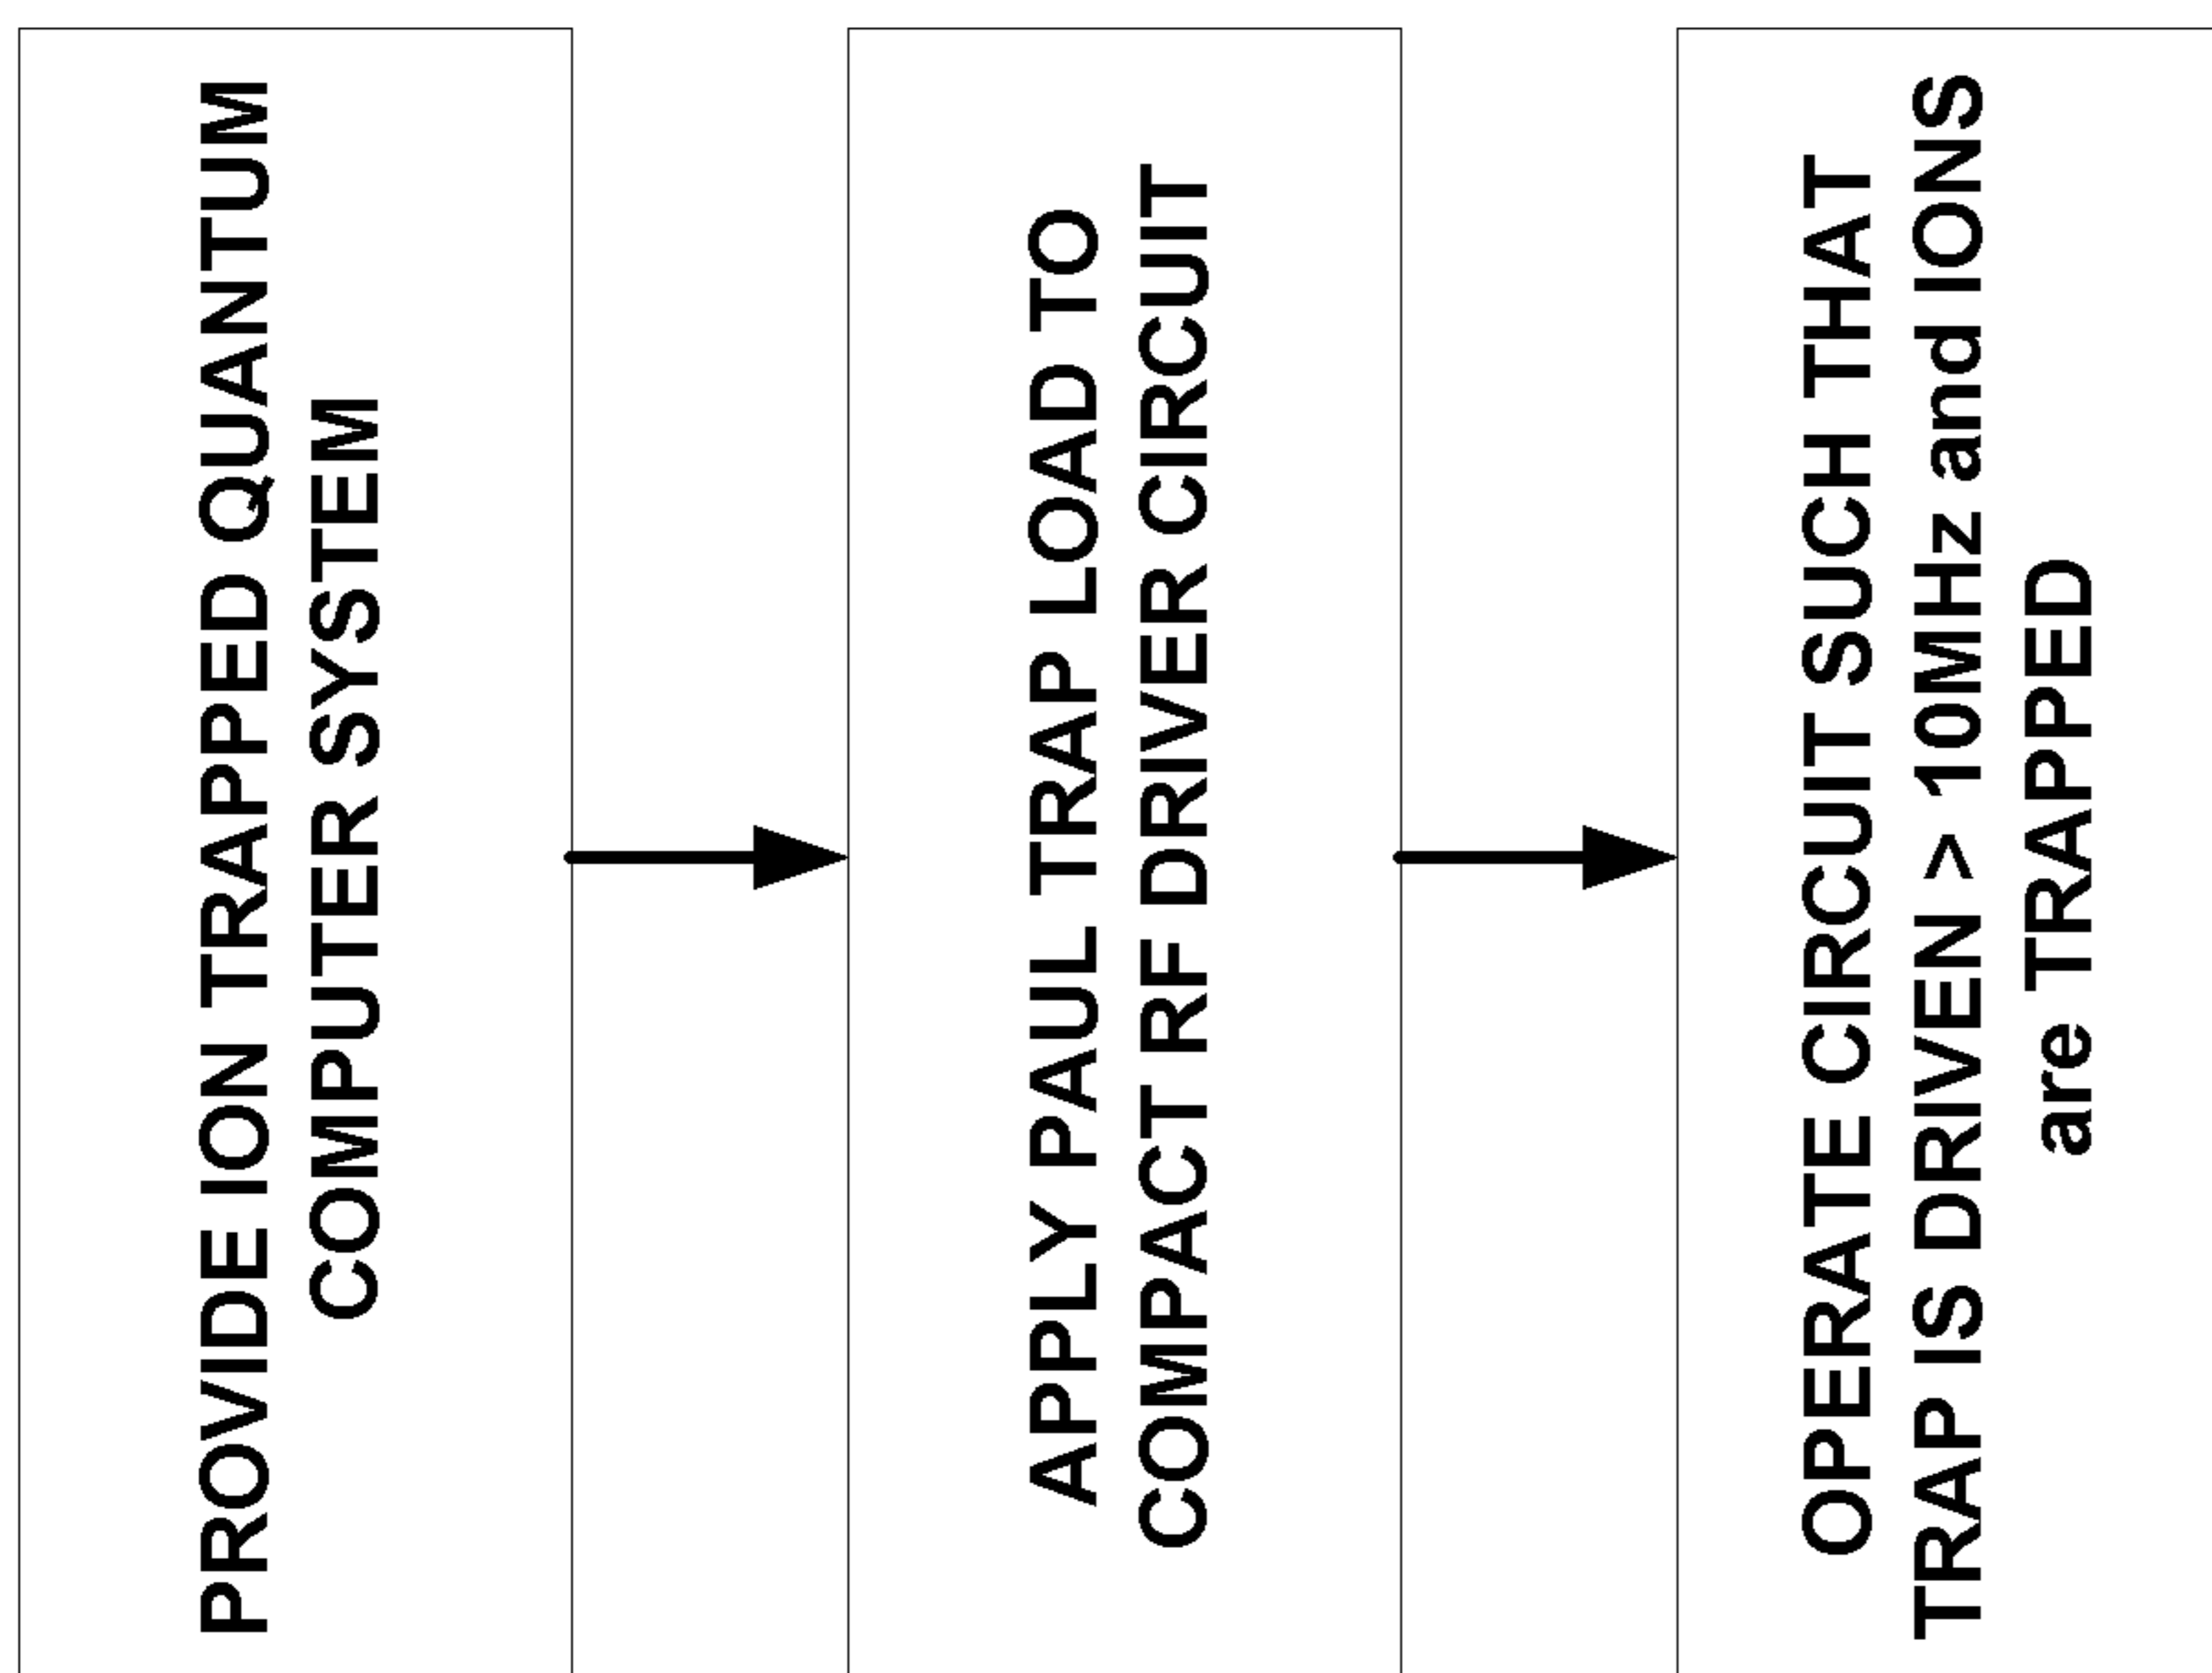 PROVIDE ION TRAPPED QUANTUM
COMPUTER SYSTEM
APPLY PAUL TRAP LOAD TO
COMPACT RF DRIVER CIRCUIT
OPERATE CIRCUIT SUCH THAT
TRAP IS DRIVEN > 10MHz and IONS
are TRAPPED